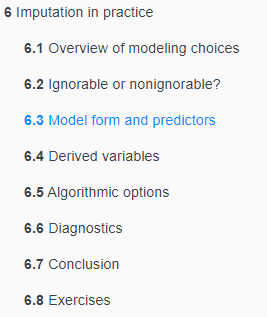 6 Imputation in practice
6.1 Overview of modeling choices
6.2 Ignorable or nonignorable?
6.3 Model form and predictors
6.4 Derived variables
6.5 Algorithmic options
6.6 Diagnostics
6.7 Conclusion
6.8 Exercises